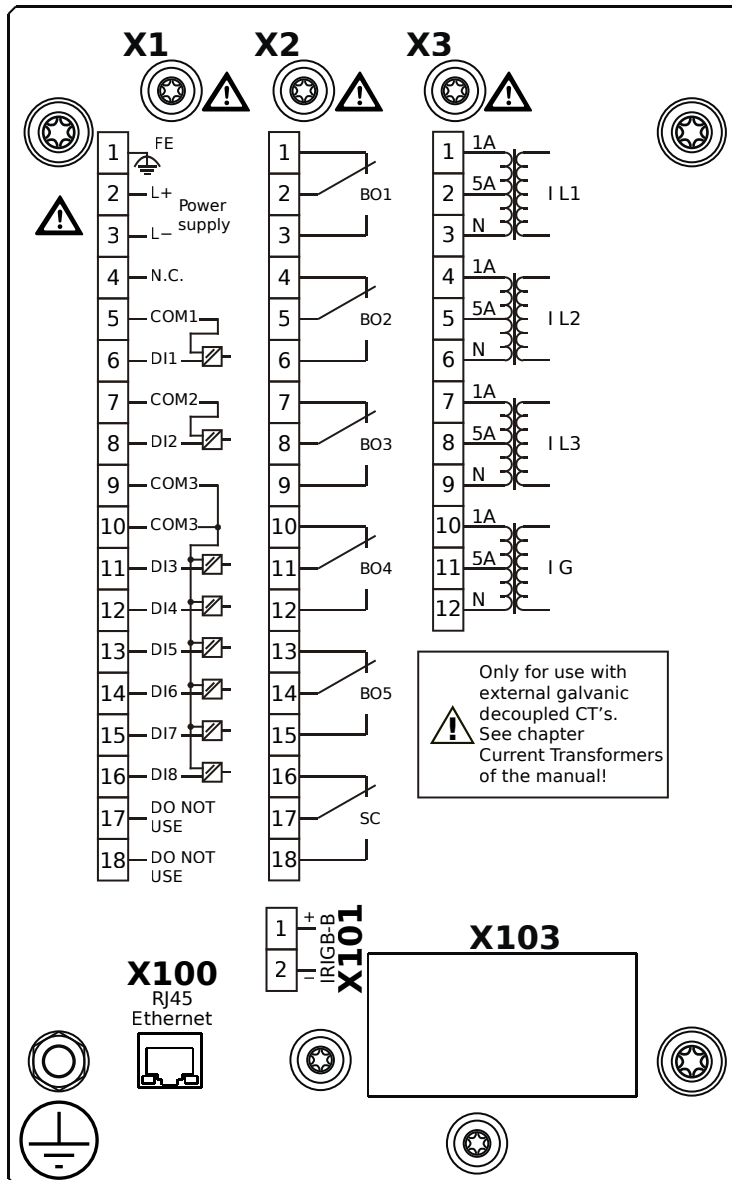 X1
X2
X3
1 FE
2 L+
Power
supply
3 L−
4 N.C.
5 COM1
6 DI1
7 COM2
8 DI2
9 COM3
10 COM3
11 DI3
12 DI4
13 DI5
14 DI6
15 DI7
16 DI8
17 DO NOT
USE
18 DO NOT
USE
1
2 BO1
3
4
5 BO2
6
7
8 BO3
9
10
11 BO4
12
13
14 BO5
15
16
17 SC
18
1 1A
2 5A I L1
3 N
4 1A
5 5A I L2
6 N
7 1A
8 5A I L3
9 N
10 1A
11 5A I G
12 N
!
!
!
!
! Only for use with
external galvanic
decoupled CT's.
See chapter
Current Transformers
of the manual!
1 +
2 −
IRIGB-B
X101
X100
RJ45
Ethernet
X103